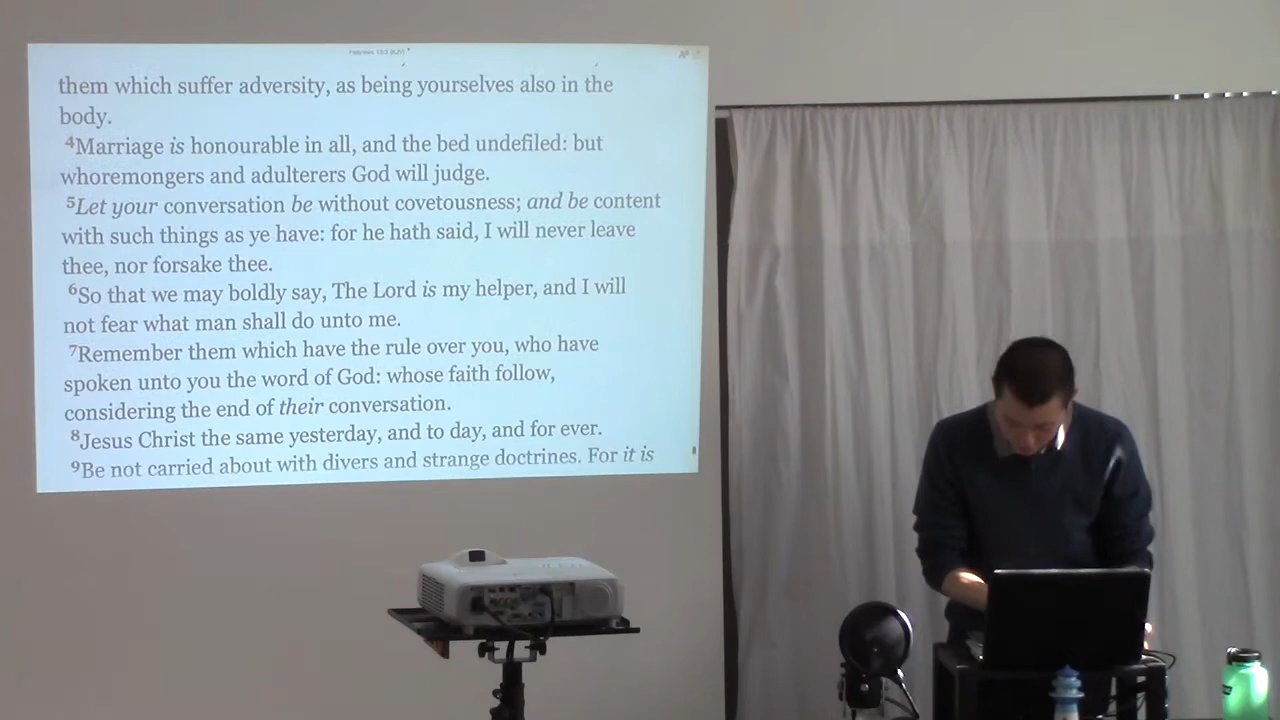 Hebrews 13:3 (KJV)
them which suffer adversity, as being yourselves also in the
body.
4Marriage is honourable in all, and the bed undefiled: but
whoremongers and adulterers God will judge.
5Let your conversation be without covetousness; and be content
with such things as ye have: for he hath said, I will never leave
thee, nor forsake thee.
6So that we may boldly say, The Lord is my helper, and I will
not fear what man shall do unto me.
7Remember them which have the rule over you, who have
spoken unto you the word of God: whose faith follow,
considering the end of their conversation.
8Jesus Christ the same yesterday, and to day, and for ever.
9Be not carried about with divers and strange doctrines. For it is